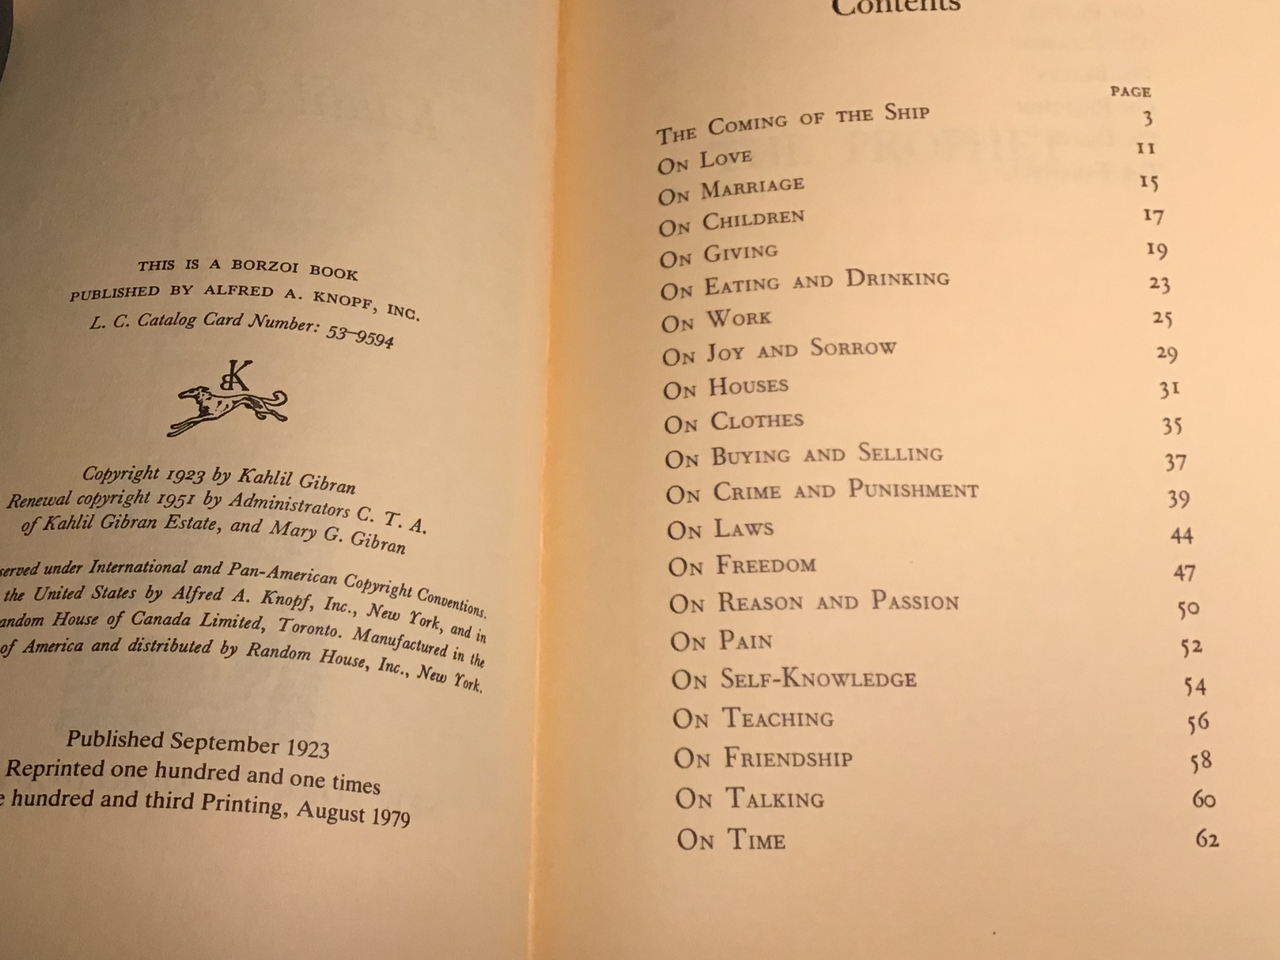 THIS IS A BORZOI BOOK
PUBLISHED BY ALFRED A. KNOPF, INC.
L. C. Catalog Card Number: 53-9594
BK
Copyright 1923 by Kahlil Gibran
Renewal copyright 1951 by Administrators C. T. A.
of Kahlil Gibran Estate, and Mary G. Gibran
under International and Pan-American Copyright Conventions.
the United States by Alfred A. Knopf, Inc., New York, and in
House of Canada Limited, Toronto. Manufactured in the
of America and distributed by Random House, Inc., New York.
Published September 1923
Reprinted one hundred and one times
hundred and third Printing, August 1979
Contents
PAGE
The Coming of the Ship 3
On Love 11
On Marriage 15
On Children 17
On Giving 19
On Eating and Drinking 23
On Work 25
On Joy and Sorrow 29
On Houses 31
On Clothes 35
On Buying and Selling 37
On Crime and Punishment 39
On Laws 44
On Freedom 47
On Reason and Passion 50
On Pain 52
On Self-Knowledge 54
On Teaching 56
On Friendship 58
On Talking 60
On Time 62